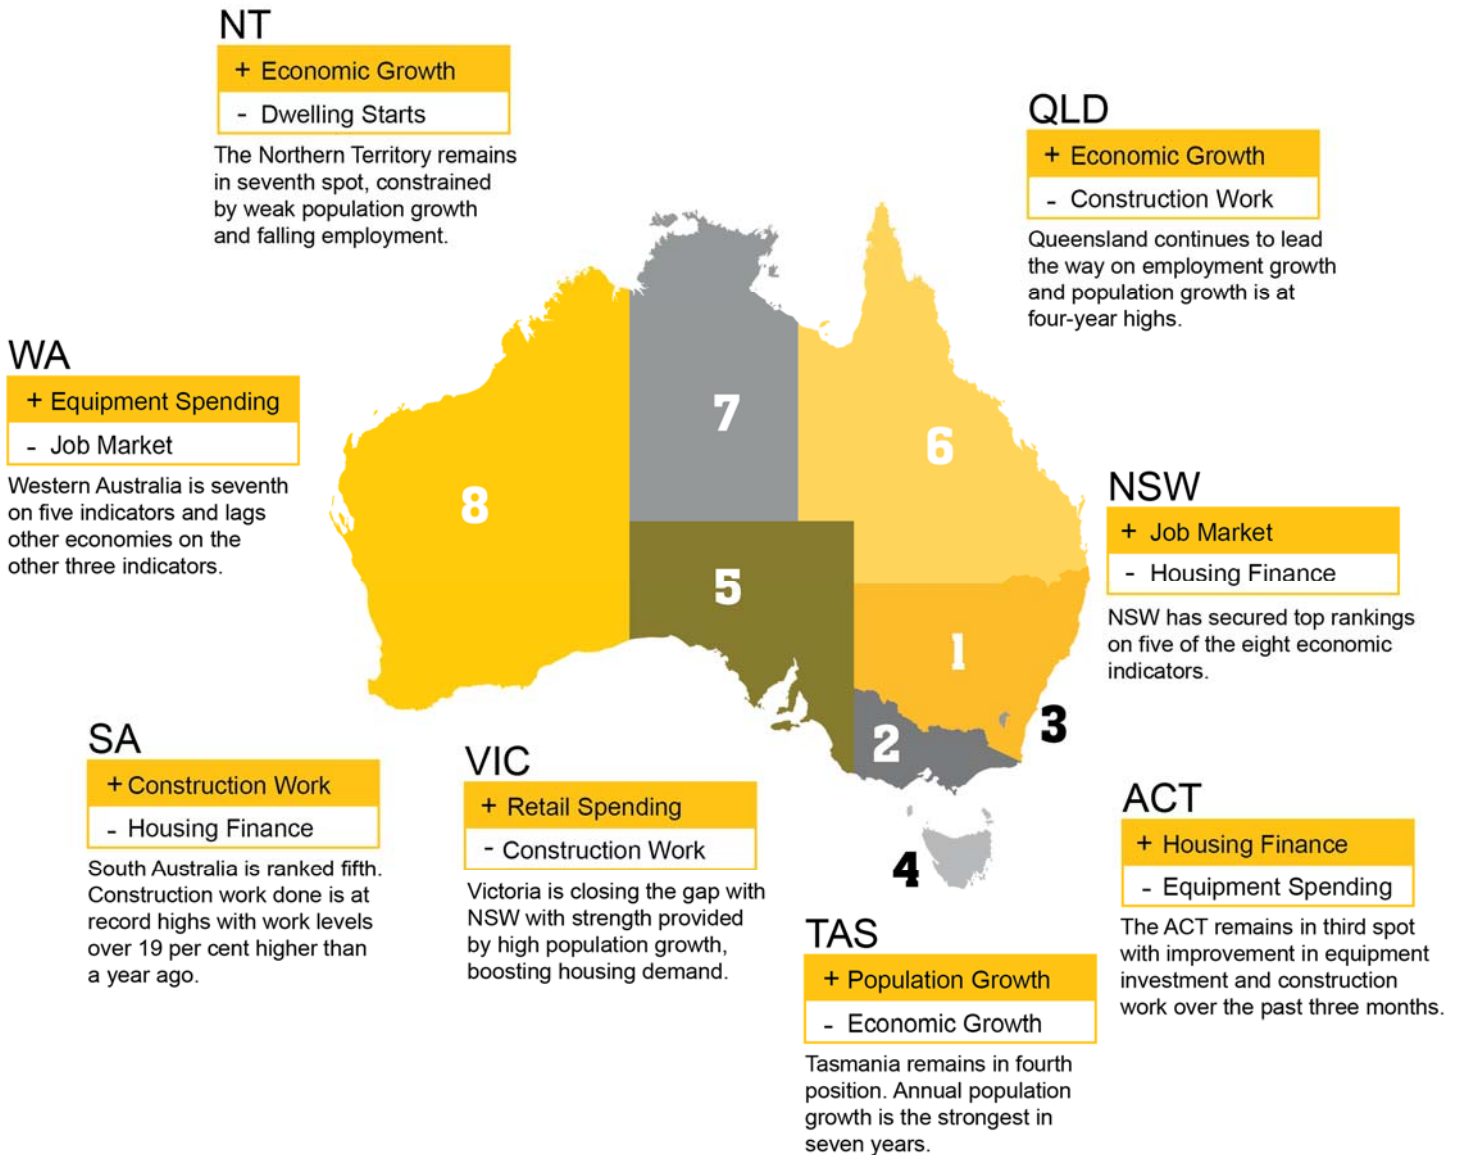 NT
+ Economic Growth
- Dwelling Starts
The Northern Territory remains
in seventh spot, constrained
by weak population growth
and falling employment.
QLD
+ Economic Growth
- Construction Work
Queensland continues to lead
the way on employment growth
and population growth is at
four-year highs.
WA
+ Equipment Spending
- Job Market
Western Australia is seventh
on five indicators and lags
other economies on the
other three indicators.
7
6
8
5
1
3
2
4
NSW
+ Job Market
- Housing Finance
NSW has secured top rankings
on five of the eight economic
indicators.
SA
+ Construction Work
- Housing Finance
South Australia is ranked fifth.
Construction work done is at
record highs with work levels
over 19 per cent higher than
a year ago.
VIC
+ Retail Spending
- Construction Work
Victoria is closing the gap with
NSW with strength provided
by high population growth,
boosting housing demand.
TAS
+ Population Growth
- Economic Growth
Tasmania remains in fourth
position. Annual population
growth is the strongest in
seven years.
ACT
+ Housing Finance
- Equipment Spending
The ACT remains in third spot
with improvement in equipment
investment and construction
work over the past three months.